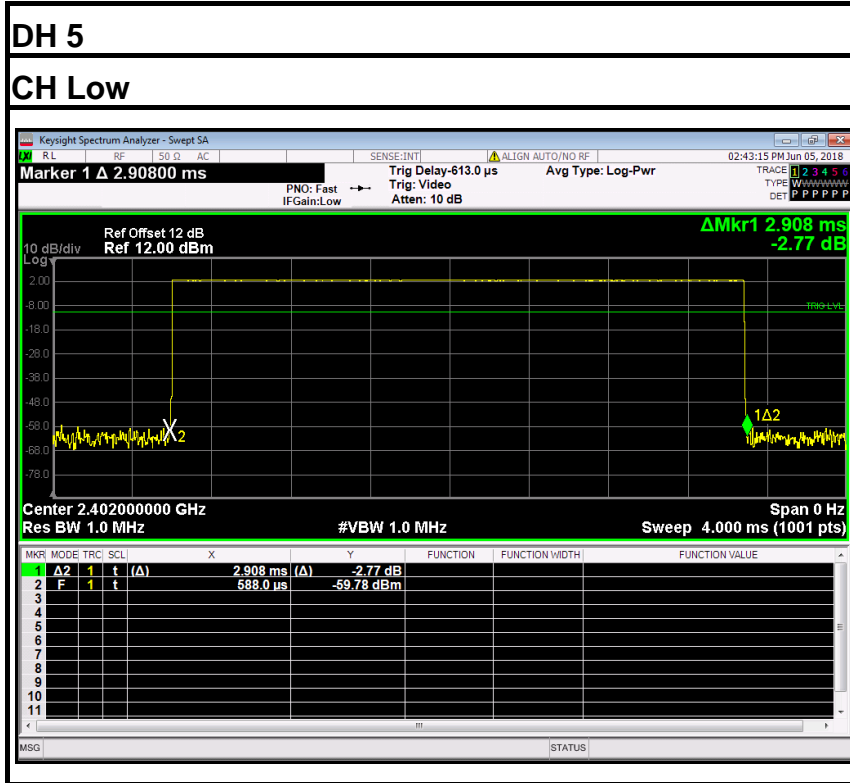 DH 5
CH Low
Keysight Spectrum Analyzer - Swept SA
LXI RL RF 50 Ω AC SENSE:INT ALIGN AUTO/NO RF 02:43:15 PM Jun 05, 2018
Marker 1 Δ 2.90800 ms
PNO: Fast
IFGain:Low
Trig Delay-613.0 µs
Trig: Video
Atten: 10 dB
Avg Type: Log-Pwr
TRACE 1 2 3 4 5 6
TYPE WWWWWW
DET P P P P P P
ΔMkr1 2.908 ms
-2.77 dB
Ref Offset 12 dB
10 dB/div Ref 12.00 dBm
Log
2.00
-8.00
TRIG LVL
-18.0
-28.0
-38.0
-48.0
1Δ2
-58.0
2
-68.0
-78.0
Center 2.402000000 GHz Span 0 Hz
Res BW 1.0 MHz #VBW 1.0 MHz Sweep 4.000 ms (1001 pts)
MKR MODE TRC SCL X Y FUNCTION FUNCTION WIDTH FUNCTION VALUE
1 Δ2 1 t (Δ) 2.908 ms (Δ) -2.77 dB
2 F 1 t 588.0 µs -59.78 dBm
3
4
5
6
7
8
9
10
11
MSG STATUS